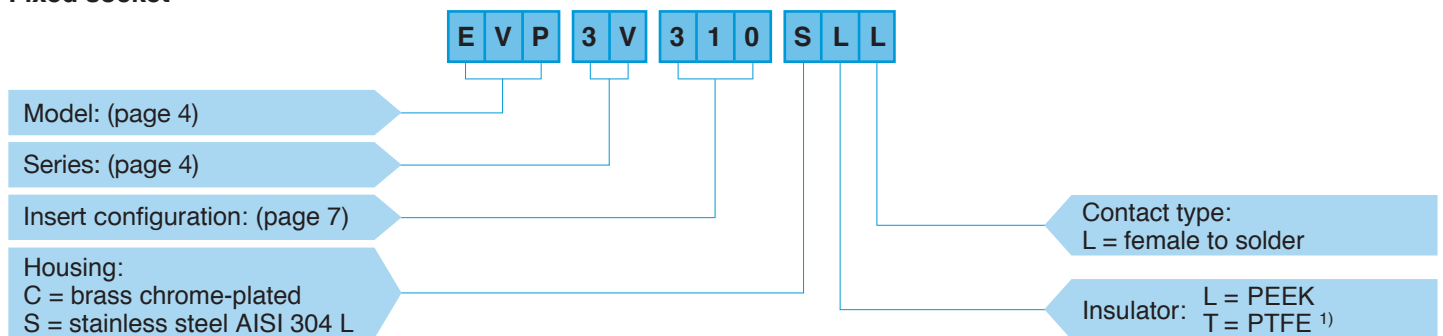 Fixed socket
E V P 3 V 3 1 0 S L L
Model: (page 4)
Series: (page 4)
Insert configuration: (page 7)
Housing:
C = brass chrome-plated
S = stainless steel AISI 304 L
Contact type:
L = female to solder
Insulator: L = PEEK
T = PTFE 1)